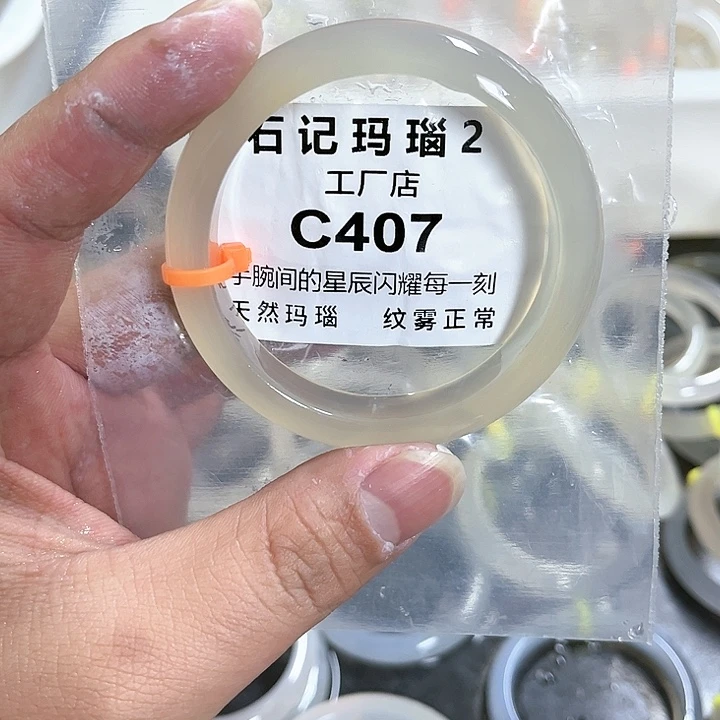 石记玛瑙2
工厂店
C407
手腕间的星辰闪耀每一刻
天然玛瑙 纹雾正常